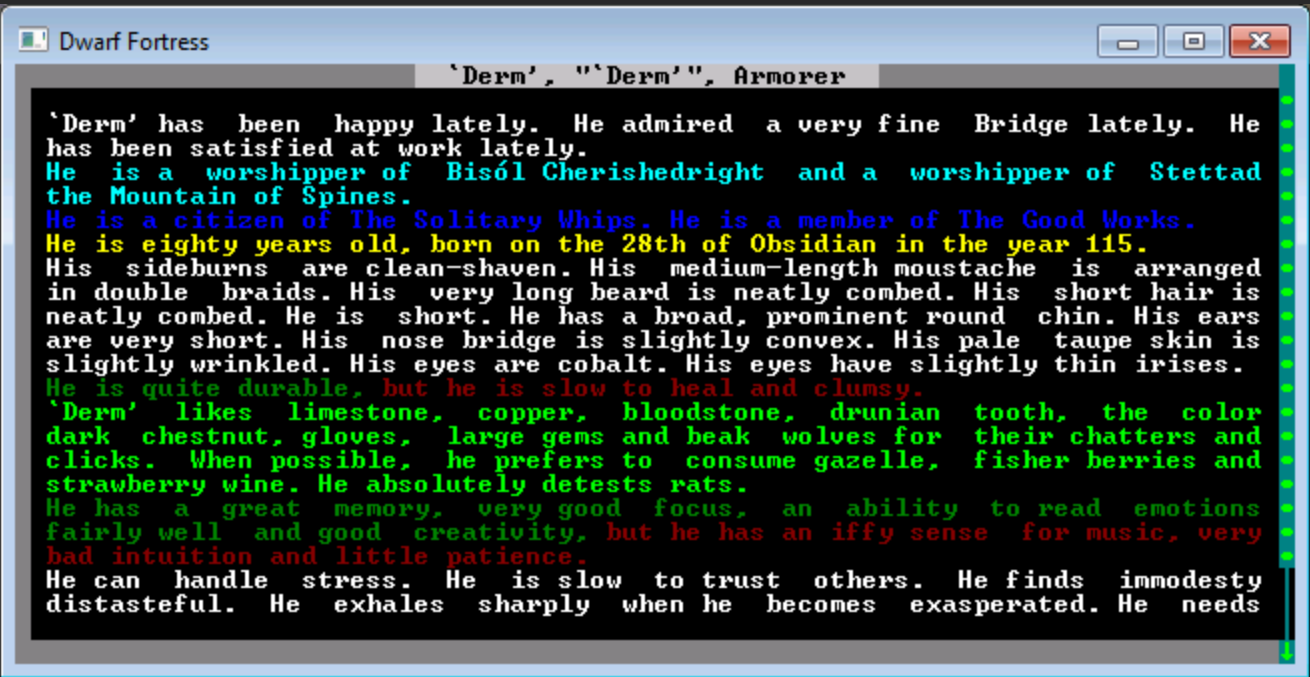 Dwarf Fortress
`Derm', "`Derm'", Armorer
`Derm' has been happy lately. He admired a very fine Bridge lately. He
has been satisfied at work lately.
He is a worshipper of Bisól Cherishedright and a worshipper of Stettad
the Mountain of Spines.
He is a citizen of The Solitary Whips. He is a member of The Good Works.
He is eighty years old, born on the 28th of Obsidian in the year 115.
His sideburns are clean-shaven. His medium-length moustache is arranged
in double braids. His very long beard is neatly combed. His short hair is
neatly combed. He is short. He has a broad, prominent round chin. His ears
are very short. His nose bridge is slightly convex. His pale taupe skin is
slightly wrinkled. His eyes are cobalt. His eyes have slightly thin irises.
He is quite durable, but he is slow to heal and clumsy.
`Derm' likes limestone, copper, bloodstone, drunian tooth, the color
dark chestnut, gloves, large gems and beak wolves for their chatters and
clicks. When possible, he prefers to consume gazelle, fisher berries and
strawberry wine. He absolutely detests rats.
He has a great memory, very good focus, an ability to read emotions
fairly well and good creativity, but he has an iffy sense for music, very
bad intuition and little patience.
He can handle stress. He is slow to trust others. He finds immodesty
distasteful. He exhales sharply when he becomes exasperated. He needs